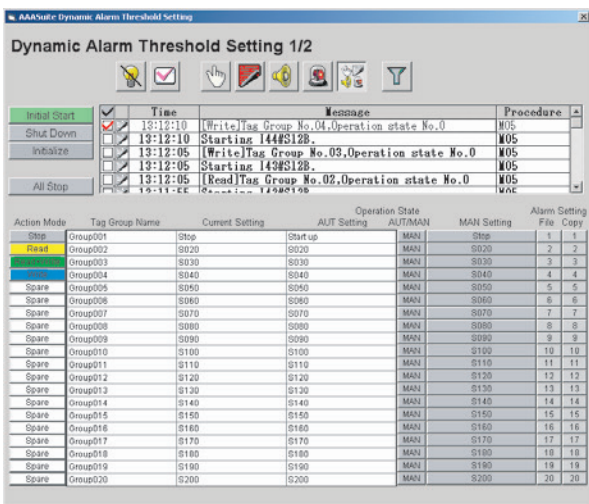 AAASuite Dynamic Alarm Threshold Setting
Dynamic Alarm Threshold Setting 1/2
Initial Start
Shut Down
Initialize
All Stop
Time Message Procedure
13:12:10 [Write]Tag Group No.04,Operation state No.0 M05
13:12:10 Starting I44#S12B. M05
13:12:05 [Write]Tag Group No.03,Operation state No.0 M05
13:12:05 Starting I43#S12B. M05
13:12:05 [Read]Tag Group No.02,Operation state No.0 M05
Operation State Alarm Setting
Action Mode Tag Group Name Current Setting AUT Setting AUT/MAN MAN Setting File Copy
Stop Group001 Stop Start up MAN Stop 1 1
Read Group002 S020 S020 MAN S020 2 2
Group003 S030 S030 MAN S030 3 3
Group004 S040 S040 MAN S040 4 4
Spare Group005 S050 S050 MAN S050 5 5
Spare Group006 S060 S060 MAN S060 6 6
Spare Group007 S070 S070 MAN S070 7 7
Spare Group008 S080 S080 MAN S080 8 8
Spare Group009 S090 S090 MAN S090 9 9
Spare Group010 S100 S100 MAN S100 10 10
Spare Group011 S110 S110 MAN S110 11 11
Spare Group012 S120 S120 MAN S120 12 12
Spare Group013 S130 S130 MAN S130 13 13
Spare Group014 S140 S140 MAN S140 14 14
Spare Group015 S150 S150 MAN S150 15 15
Spare Group016 S160 S160 MAN S160 16 16
Spare Group017 S170 S170 MAN S170 17 17
Spare Group018 S180 S180 MAN S180 18 18
Spare Group019 S190 S190 MAN S190 19 19
Spare Group020 S200 S200 MAN S200 20 20